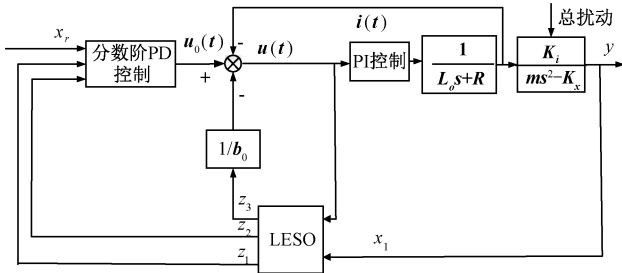 x_r
分数阶PD
控制
u_0(t)
+
-
-
i(t)
u(t)
PI控制
1
L_o s+R
总扰动
K_i
ms^2-K_x
y
1/b_0
z_3
z_2
z_1
LESO
x_1